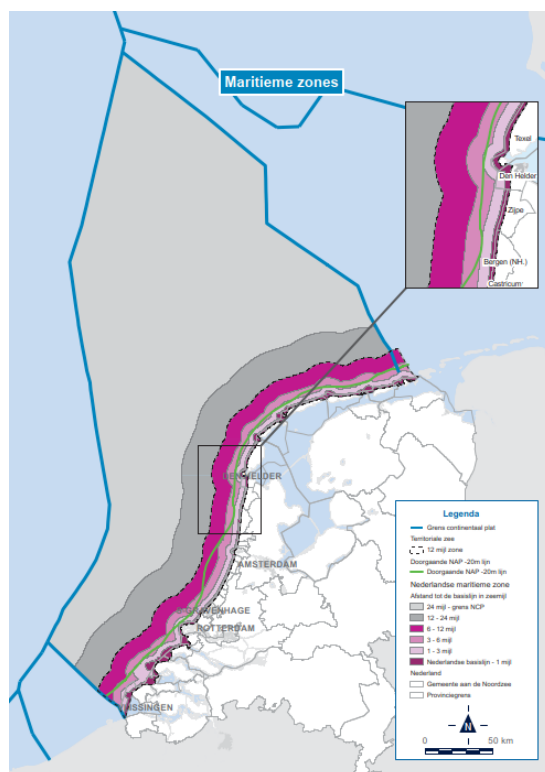 Maritieme zones
Texel
Den Helder
Zijpe
Bergen (NH.)
Castricum
DEN HELDER
AMSTERDAM
'S-GRAVENHAGE
ROTTERDAM
VLISSINGEN
Legenda
Grens continentaal plat
Territoriale zee
12 mijl zone
Doorgaande NAP -20m lijn
Doorgaande NAP -20m lijn
Nederlandse maritieme zone
Afstand tot de basislijn in zeemijl
24 mijl - grens NCP
12 - 24 mijl
6 - 12 mijl
3 - 6 mijl
1 - 3 mijl
Nederlandse basislijn - 1 mijl
Nederland
Gemeente aan de Noordzee
Provinciegrens
N
0 50 km